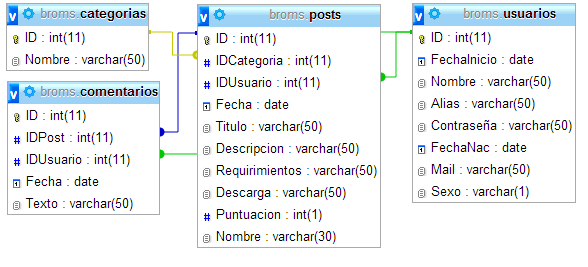 broms.categorias
ID : int(11)
Nombre : varchar(50)
broms.comentarios
ID : int(11)
IDPost : int(11)
IDUsuario : int(11)
Fecha : date
Texto : varchar(50)
broms.posts
ID : int(11)
IDCategoria : int(11)
IDUsuario : int(11)
Fecha : date
Titulo : varchar(50)
Descripcion : varchar(50)
Requirimientos : varchar(50)
Descarga : varchar(50)
Puntuacion : int(1)
Nombre : varchar(30)
broms.usuarios
ID : int(11)
FechaInicio : date
Nombre : varchar(50)
Alias : varchar(50)
Contraseña : varchar(50)
FechaNac : date
Mail : varchar(50)
Sexo : varchar(1)